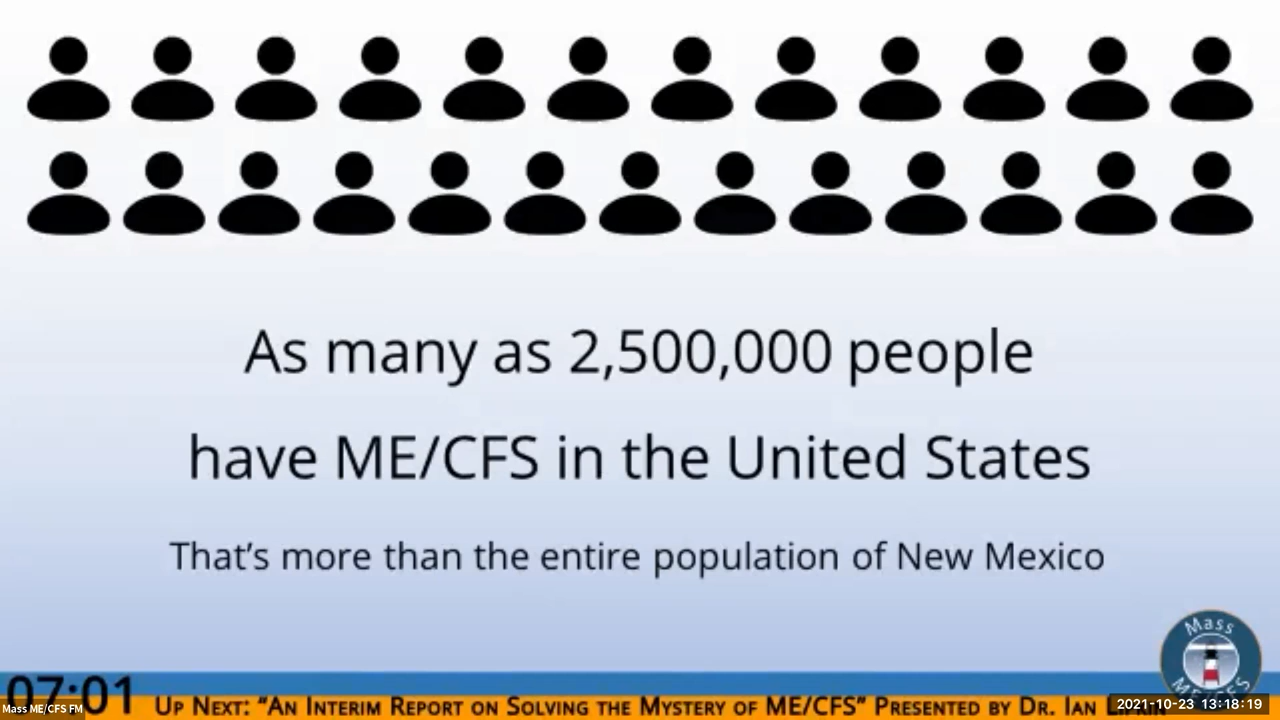 As many as 2,500,000 people
have ME/CFS in the United States
That's more than the entire population of New Mexico
Mass
ME/CFS
07:01
Up Next: “An Interim Report on Solving the Mystery of ME/CFS” Presented by Dr. Ian
Mass ME/CFS FM
2021-10-23 13:18:19